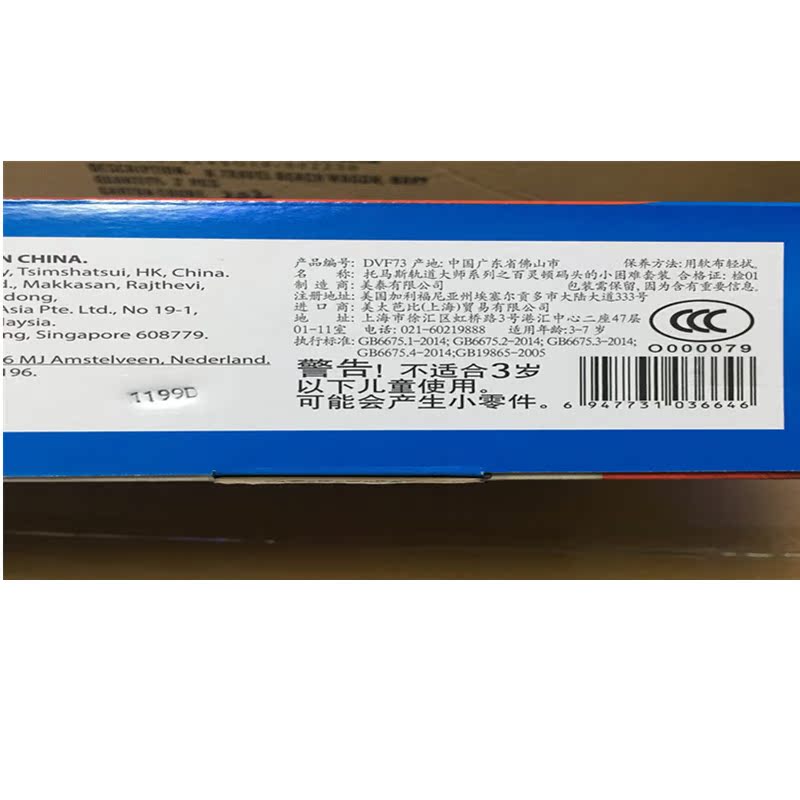 QUANTITY: 2 PCS
N CHINA.
y, Tsimshatsui, HK, China.
d., Makkasan, Rajthevi,
dong,
Asia Pte. Ltd., No 19-1,
laysia.
ng, Singapore 608779.
6 MJ Amstelveen, Nederland,
196.
1199D
产品编号: DVF73 产地: 中国广东省佛山市 保养方法: 用软布轻拭。
名 称: 托马斯轨道大师系列之百灵顿码头的小困难套装 合格证: 检01
制 造 商: 美泰有限公司 包装需保留, 因为含有重要信息.
注册地址: 美国加利福尼亚州埃塞尔贡多市大陆大道333号
进 口 商: 美太芭比(上海)贸易有限公司
地 址: 上海市徐汇区虹桥路3号港汇中心二座47层
01-11室 电话: 021-60219888 适用年龄:3-7 岁
执行标准: GB6675.1-2014; GB6675.2-2014; GB6675.3-2014;
GB6675.4-2014;GB19865-2005
CCC
O000079
警告! 不适合3岁
以下儿童使用。
可能会产生小零件。
6 947731 036646